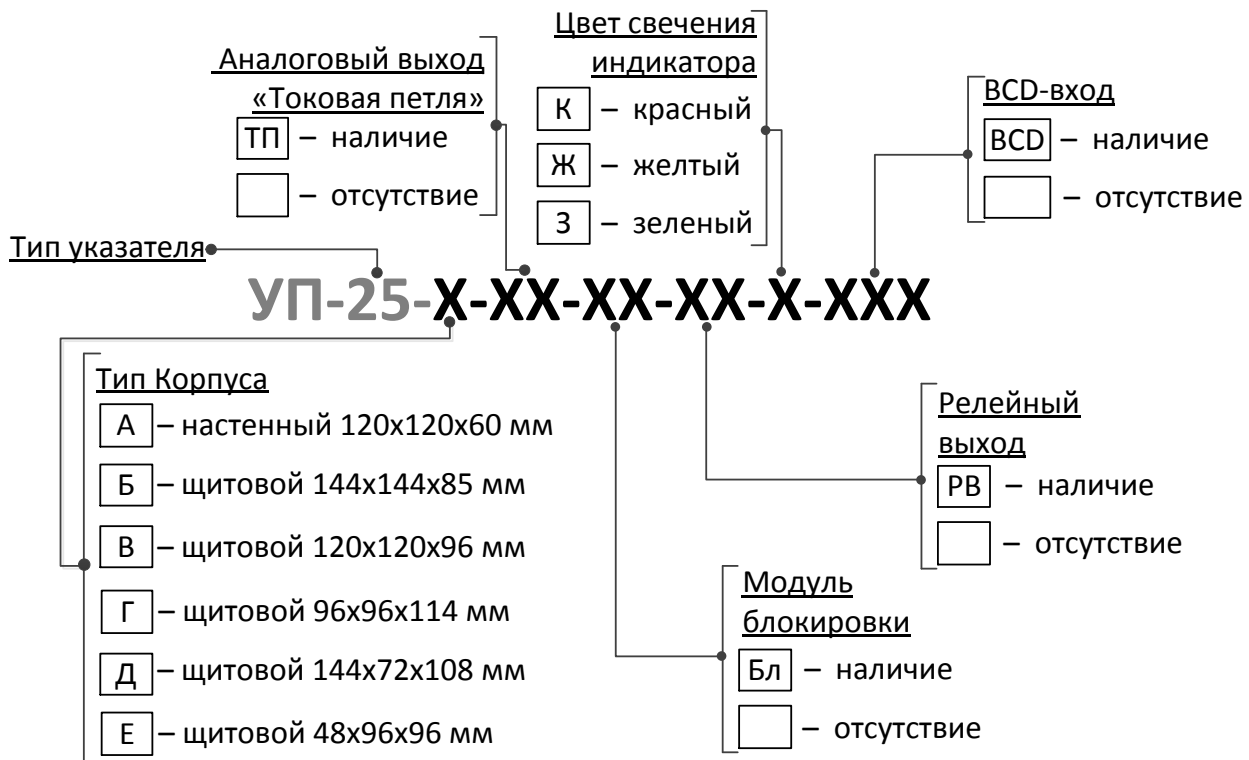 Аналоговый выход
«Токовая петля»
ТП – наличие
– отсутствие
Цвет свечения
индикатора
К – красный
Ж – желтый
З – зеленый
BCD-вход
BCD – наличие
– отсутствие
Тип указателя
УП-25-Х-ХХ-ХХ-ХХ-Х-ХХХ
Тип Корпуса
А – настенный 120х120х60 мм
Б – щитовой 144х144х85 мм
В – щитовой 120х120х96 мм
Г – щитовой 96х96х114 мм
Д – щитовой 144х72х108 мм
Е – щитовой 48х96х96 мм
Релейный
выход
РВ – наличие
– отсутствие
Модуль
блокировки
Бл – наличие
– отсутствие